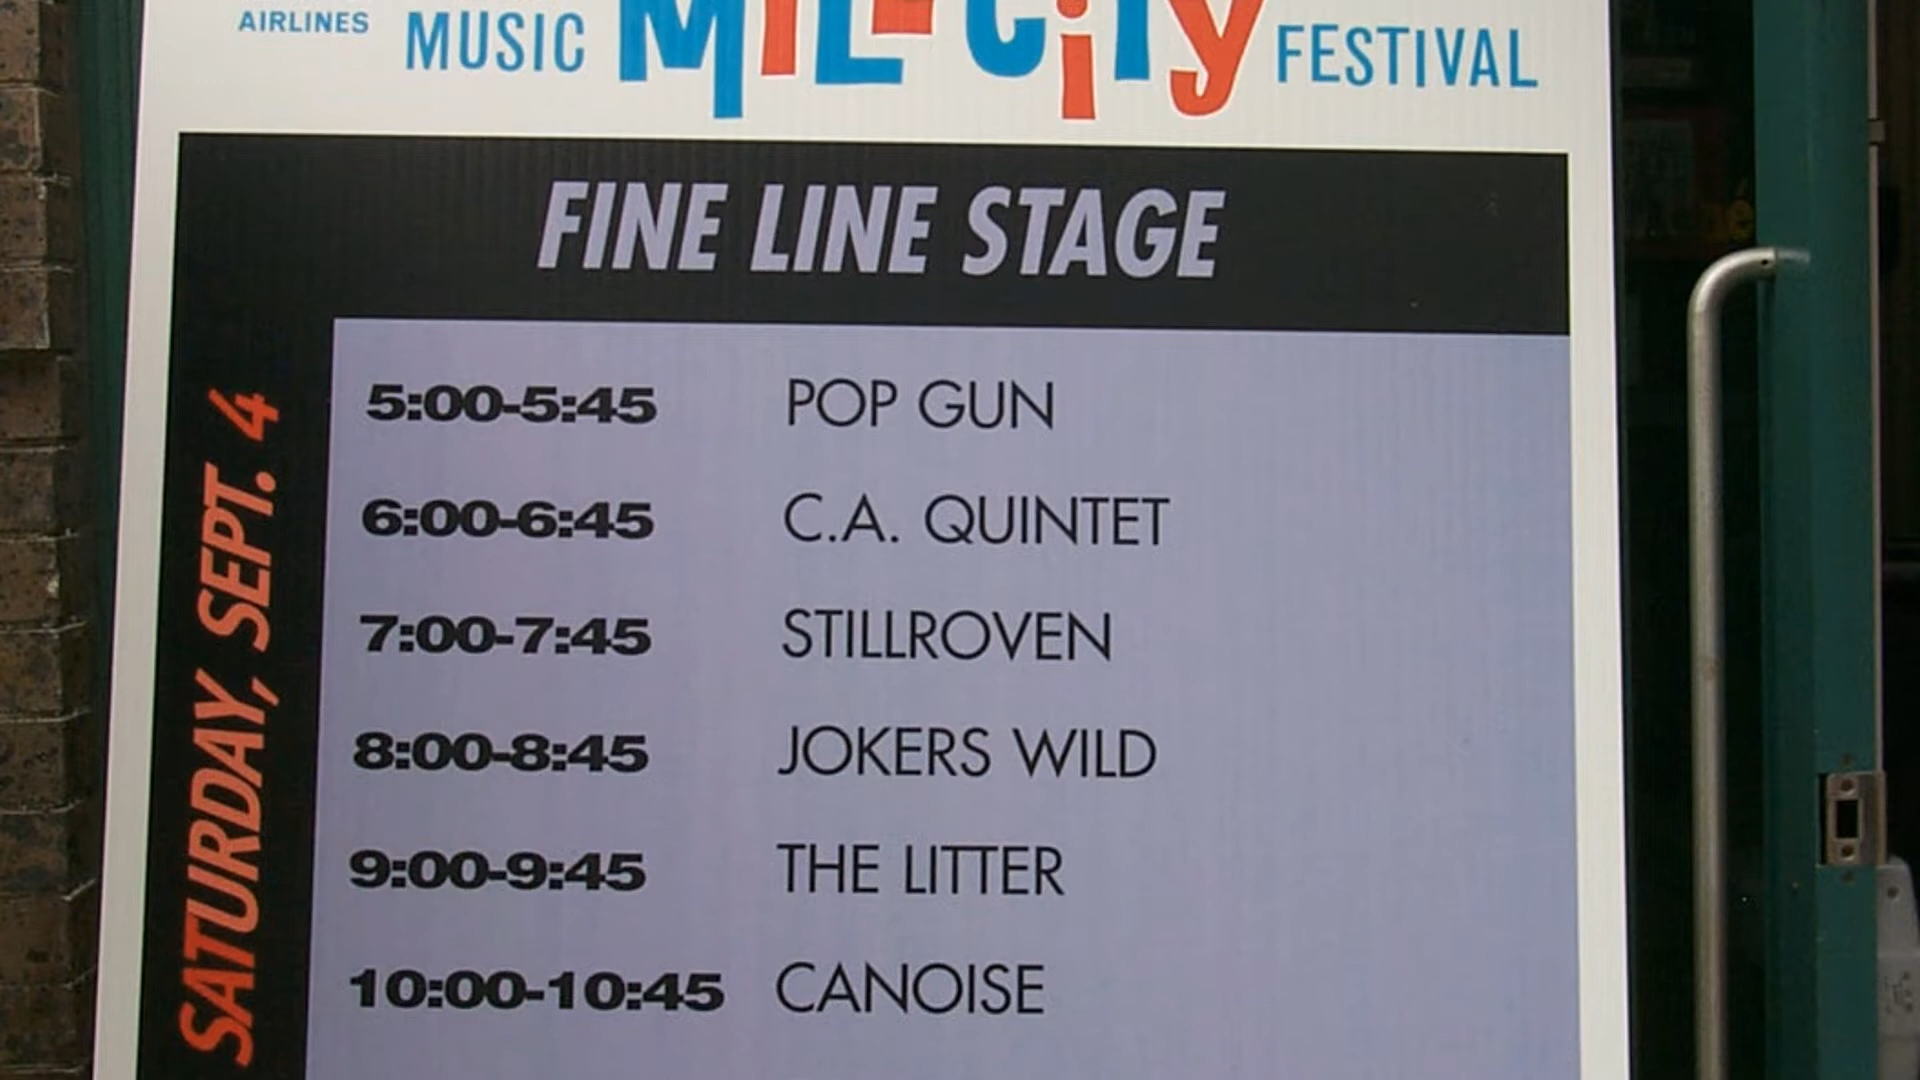 AIRLINES
MUSIC MILL CITY FESTIVAL
FINE LINE STAGE
SATURDAY, SEPT. 4
5:00-5:45 POP GUN
6:00-6:45 C.A. QUINTET
7:00-7:45 STILLROVEN
8:00-8:45 JOKERS WILD
9:00-9:45 THE LITTER
10:00-10:45 CANOISE